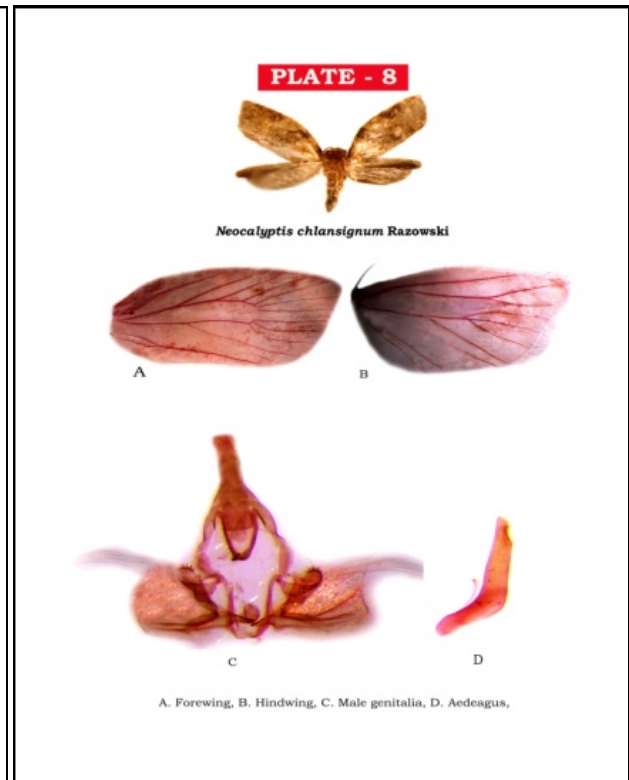 PLATE - 8
Neocalyptis chlansignum Razowski
A
B
C
D
A. Forewing, B. Hindwing, C. Male genitalia, D. Aedeagus,